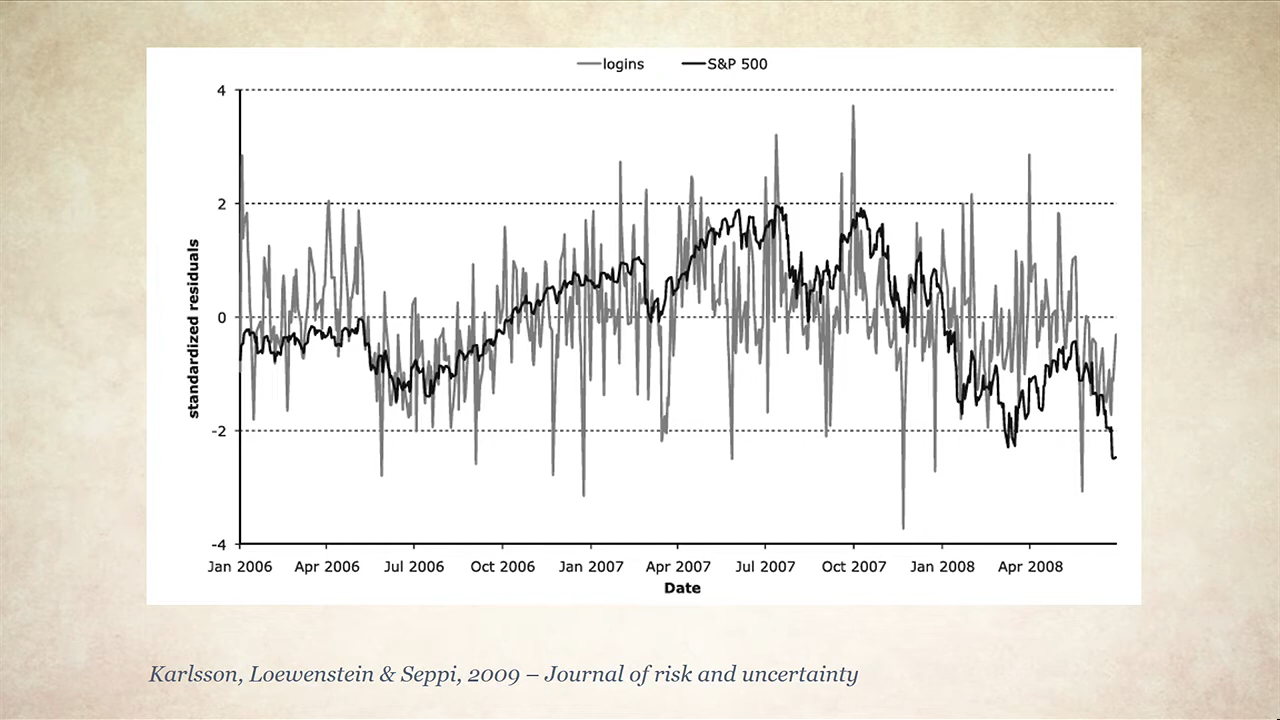 logins S&P 500
4
2
0
-2
-4
standardized residuals
Jan 2006 Apr 2006 Jul 2006 Oct 2006 Jan 2007 Apr 2007 Jul 2007 Oct 2007 Jan 2008 Apr 2008
Date
Karlsson, Loewenstein & Seppi, 2009 – Journal of risk and uncertainty